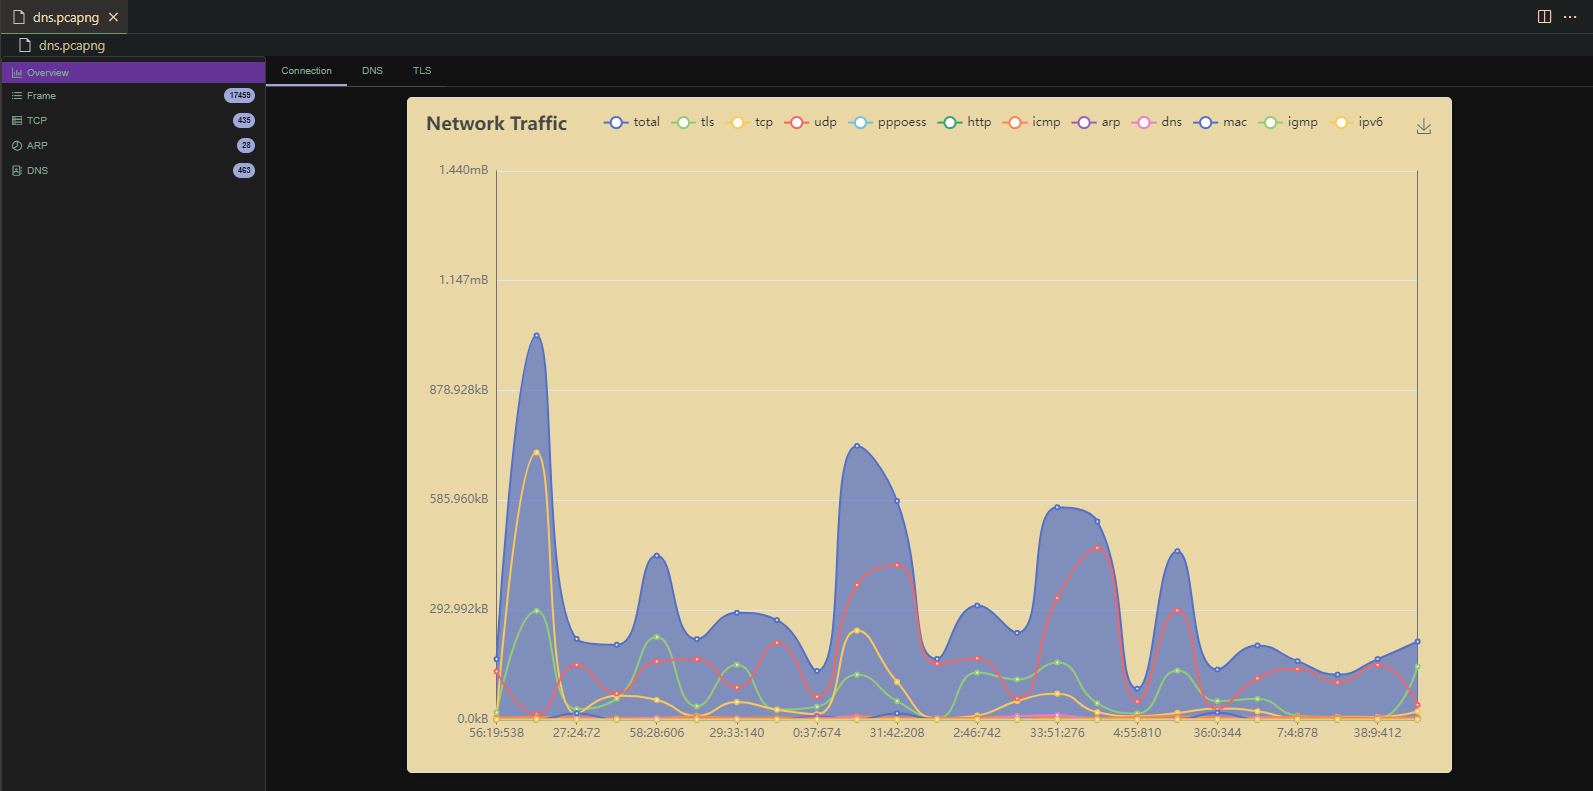 dns.pcapng
dns.pcapng
Overview
Frame 17459
TCP 435
ARP 28
DNS 463
Connection DNS TLS
Network Traffic
total tls tcp udp pppoess http icmp arp dns mac igmp ipv6
1.440mB
1.147mB
878.928kB
585.960kB
292.992kB
0.0kB
56:19:538 27:24:72 58:28:606 29:33:140 0:37:674 31:42:208 2:46:742 33:51:276 4:55:810 36:0:344 7:4:878 38:9:412